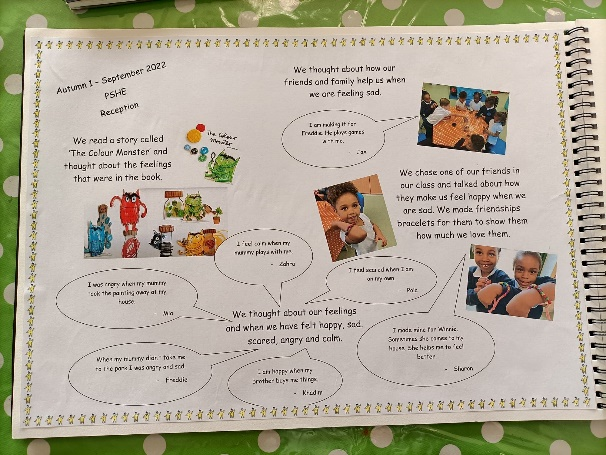 Autumn 1 – September 2022
PSHE
Reception
We read a story called
'The Colour Monster' and
thought about the feelings
that were in the book.
The Colour
Monster
We thought about how our
friends and family help us when
we are feeling sad.
I am making it for
Freddie. He plays games
with me.
We chose one of our friends in
our class and talked about how
they make us feel happy when we
are sad. We made friendships
bracelets for them to show them
how much we love them.
I feel calm when my
mummy plays with me.
- Zahra
I was angry when my mummy
took the painting away at my
house.
I feel scared when I am
on my own.
We thought about our feelings
and when we have felt happy, sad,
scared, angry and calm.
When my mummy didn't take me
to the park I was angry and sad.
- Freddie
I am happy when my
brother buys me things.
- Khadim
I made mine for Winnie.
Sometimes she comes to my
house. She helps me to feel
better.
- Sharon